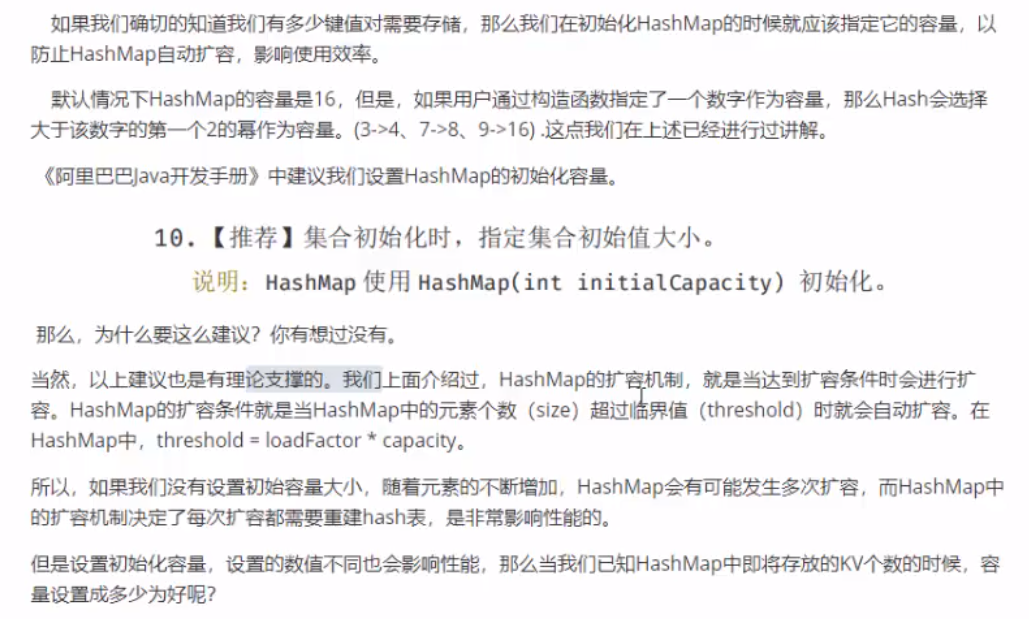 如果我们确切的知道我们有多少键值对需要存储，那么我们在初始化HashMap的时候就应该指定它的容量，以
防止HashMap自动扩容，影响使用效率。
默认情况下HashMap的容量是16，但是，如果用户通过构造函数指定了一个数字作为容量，那么Hash会选择
大于该数字的第一个2的幂作为容量。(3->4、7->8、9->16) .这点我们在上述已经进行过讲解。
《阿里巴巴Java开发手册》中建议我们设置HashMap的初始化容量。
10.【推荐】集合初始化时，指定集合初始值大小。
说明：HashMap 使用 HashMap(int initialCapacity) 初始化。
那么，为什么要这么建议？你有想过没有。
当然，以上建议也是有理论支撑的。我们上面介绍过，HashMap的扩容机制，就是当达到扩容条件时会进行扩
容。HashMap的扩容条件就是当HashMap中的元素个数（size）超过临界值（threshold）时就会自动扩容。在
HashMap中，threshold = loadFactor * capacity。
所以，如果我们没有设置初始容量大小，随着元素的不断增加，HashMap会有可能发生多次扩容，而HashMap中
的扩容机制决定了每次扩容都需要重建hash表，是非常影响性能的。
但是设置初始化容量，设置的数值不同也会影响性能，那么当我们已知HashMap中即将存放的KV个数的时候，容
量设置成多少为好呢？